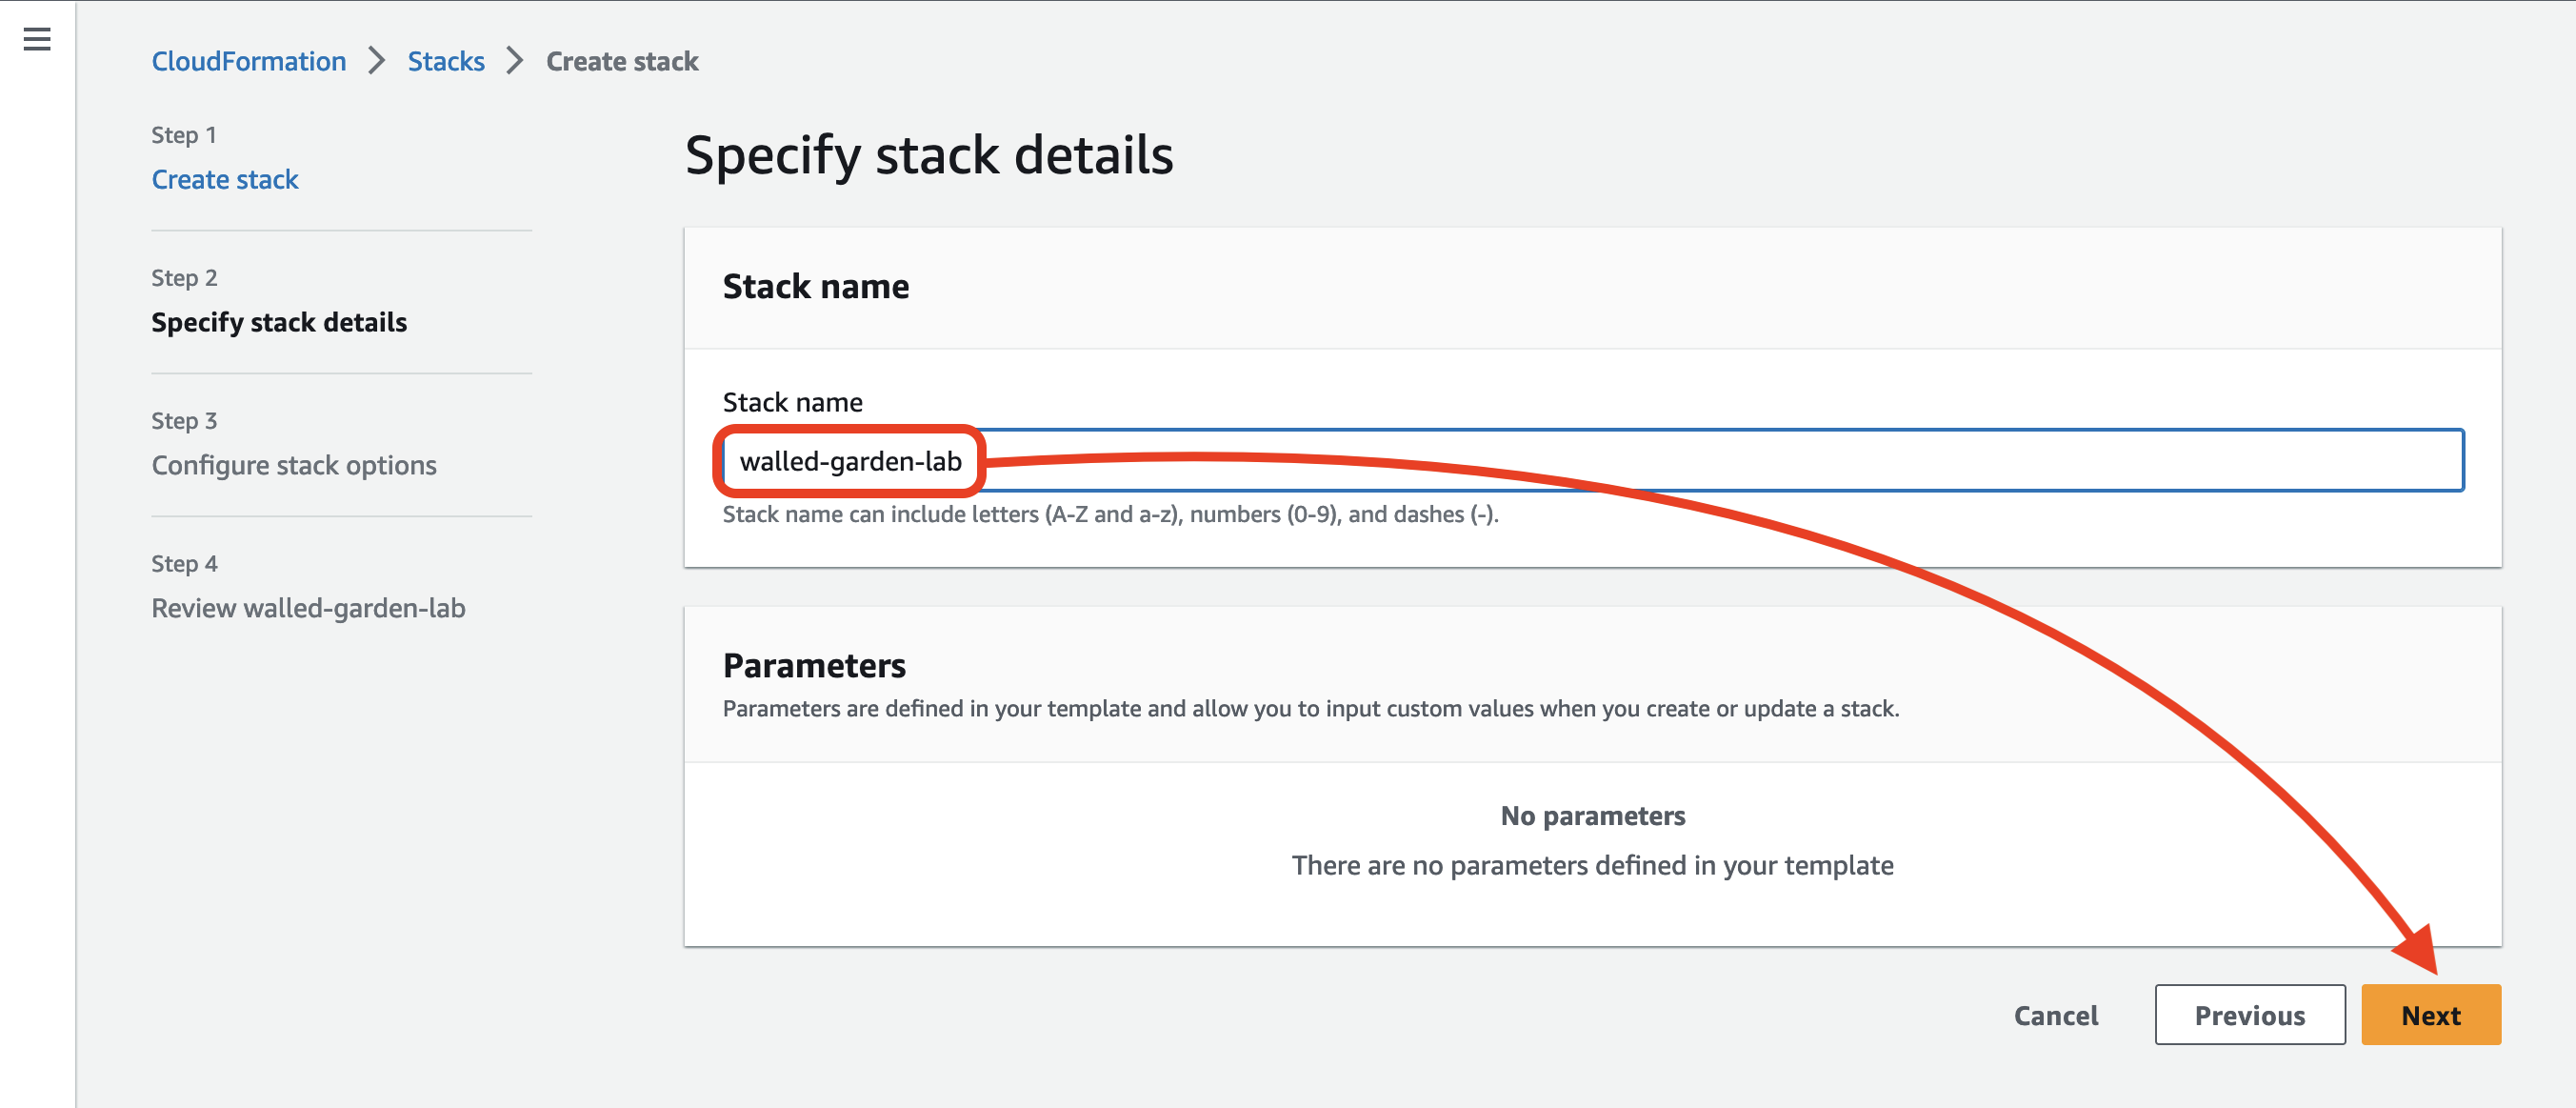 CloudFormation > Stacks > Create stack
Step 1
Create stack
Step 2
Specify stack details
Step 3
Configure stack options
Step 4
Review walled-garden-lab
Specify stack details
Stack name
Stack name
walled-garden-lab
Stack name can include letters (A-Z and a-z), numbers (0-9), and dashes (-).
Parameters
Parameters are defined in your template and allow you to input custom values when you create or update a stack.
No parameters
There are no parameters defined in your template
Cancel Previous Next